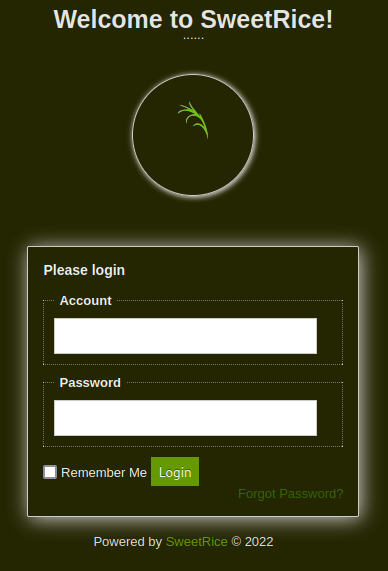 Welcome to SweetRice!
......
Please login
Account
Password
Remember Me Login
Forgot Password?
Powered by SweetRice © 2022